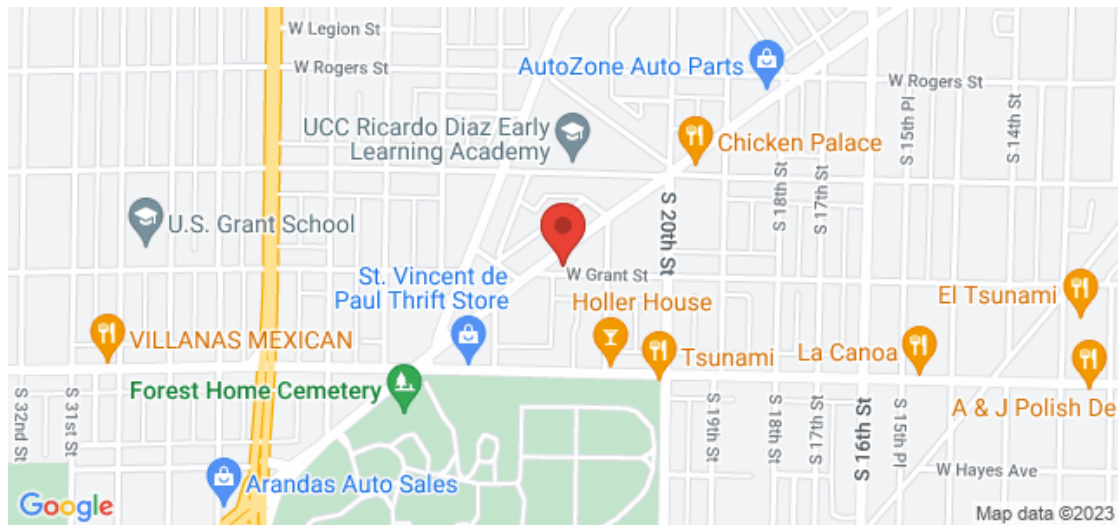 W Legion St
W Rogers St
AutoZone Auto Parts
W Rogers St
S 15th Pl
S 14th St
UCC Ricardo Diaz Early
Learning Academy
Chicken Palace
S 18th St
S 17th St
U.S. Grant School
S 20th St
St. Vincent de
Paul Thrift Store
W Grant St
Holler House
El Tsunami
VILLANAS MEXICAN
Tsunami
La Canoa
Forest Home Cemetery
A & J Polish De
S 32nd St
S 31st St
S 19th St
S 18th St
S 17th St
S 16th St
S 15th Pl
W Hayes Ave
Arandas Auto Sales
Google
Map data ©2023